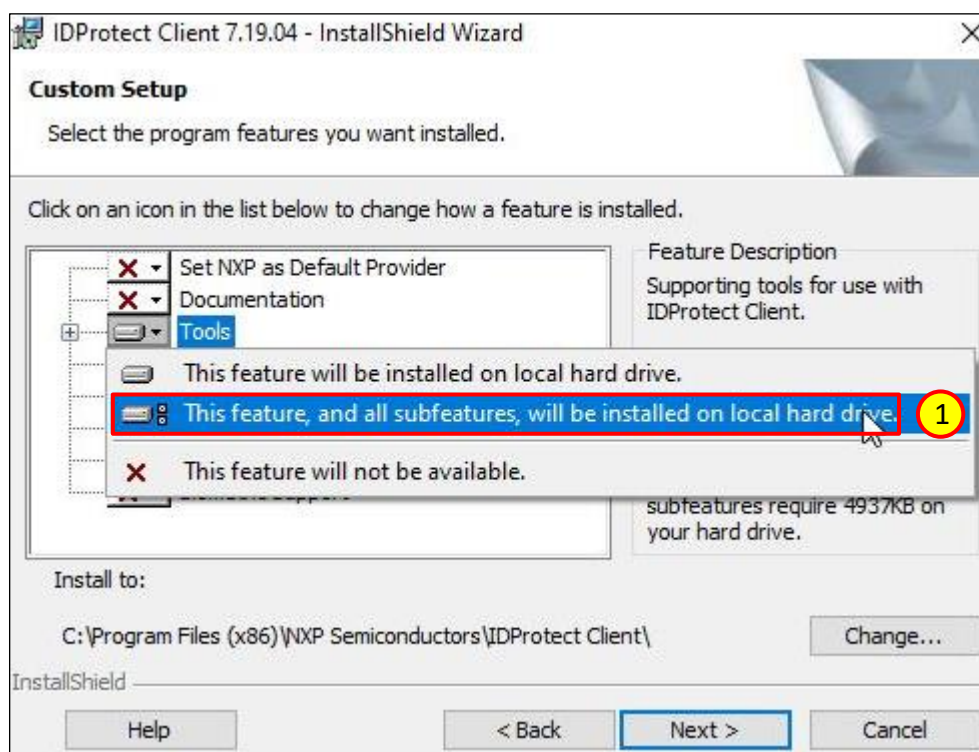 IDProtect Client 7.19.04 - InstallShield Wizard
Custom Setup
Select the program features you want installed.
Click on an icon in the list below to change how a feature is installed.
Set NXP as Default Provider
Documentation
Tools
This feature will be installed on local hard drive.
This feature, and all subfeatures, will be installed on local hard drive.
1
This feature will not be available.
Feature Description
Supporting tools for use with
IDProtect Client.
subfeatures require 4937KB on
your hard drive.
Install to:
C:\Program Files (x86)\NXP Semiconductors\IDProtect Client\
Change...
InstallShield
Help
< Back
Next >
Cancel